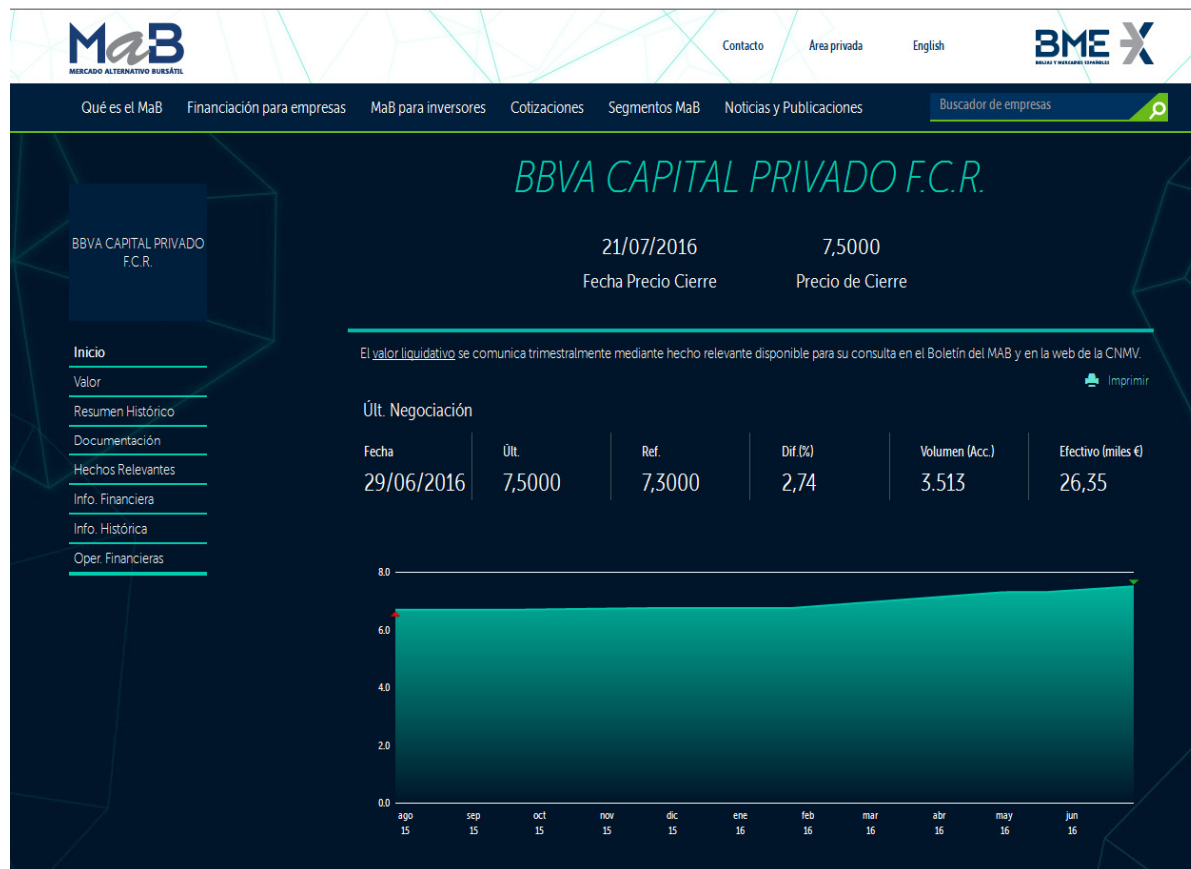 MaB
MERCADO ALTERNATIVO BURSÁTIL
Contacto Área privada English
BME X
BOLSAS Y MERCADOS ESPAÑOLES
Qué es el MaB Financiación para empresas MaB para inversores Cotizaciones Segmentos MaB Noticias y Publicaciones Buscador de empresas
BBVA CAPITAL PRIVADO F.C.R.
BBVA CAPITAL PRIVADO
F.C.R.
21/07/2016 7,5000
Fecha Precio Cierre Precio de Cierre
Inicio
Valor
Resumen Histórico
Documentación
Hechos Relevantes
Info. Financiera
Info. Histórica
Oper. Financieras
El valor liquidativo se comunica trimestralmente mediante hecho relevante disponible para su consulta en el Boletín del MAB y en la web de la CNMV.
Imprimir
Últ. Negociación
Fecha Últ. Ref. Dif.(%) Volumen (Acc.) Efectivo (miles €)
29/06/2016 7,5000 7,3000 2,74 3.513 26,35
8.0
6.0
4.0
2.0
0.0
ago sep oct nov dic ene feb mar abr may jun
15 15 15 15 15 16 16 16 16 16 16